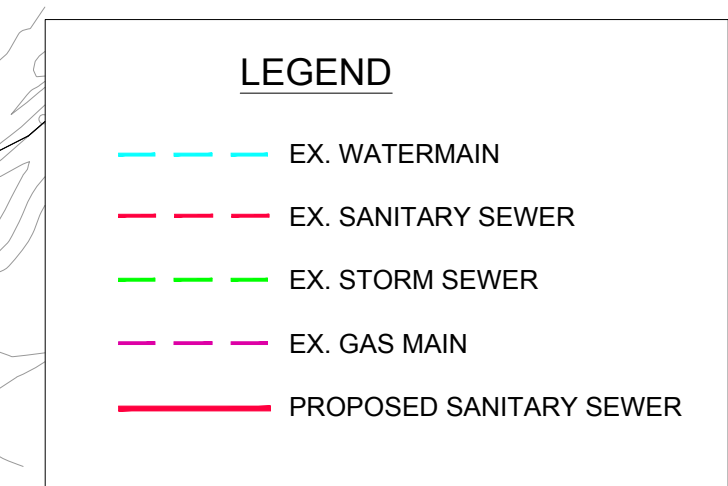 LEGEND
EX. WATERMAIN
EX. SANITARY SEWER
EX. STORM SEWER
EX. GAS MAIN
PROPOSED SANITARY SEWER